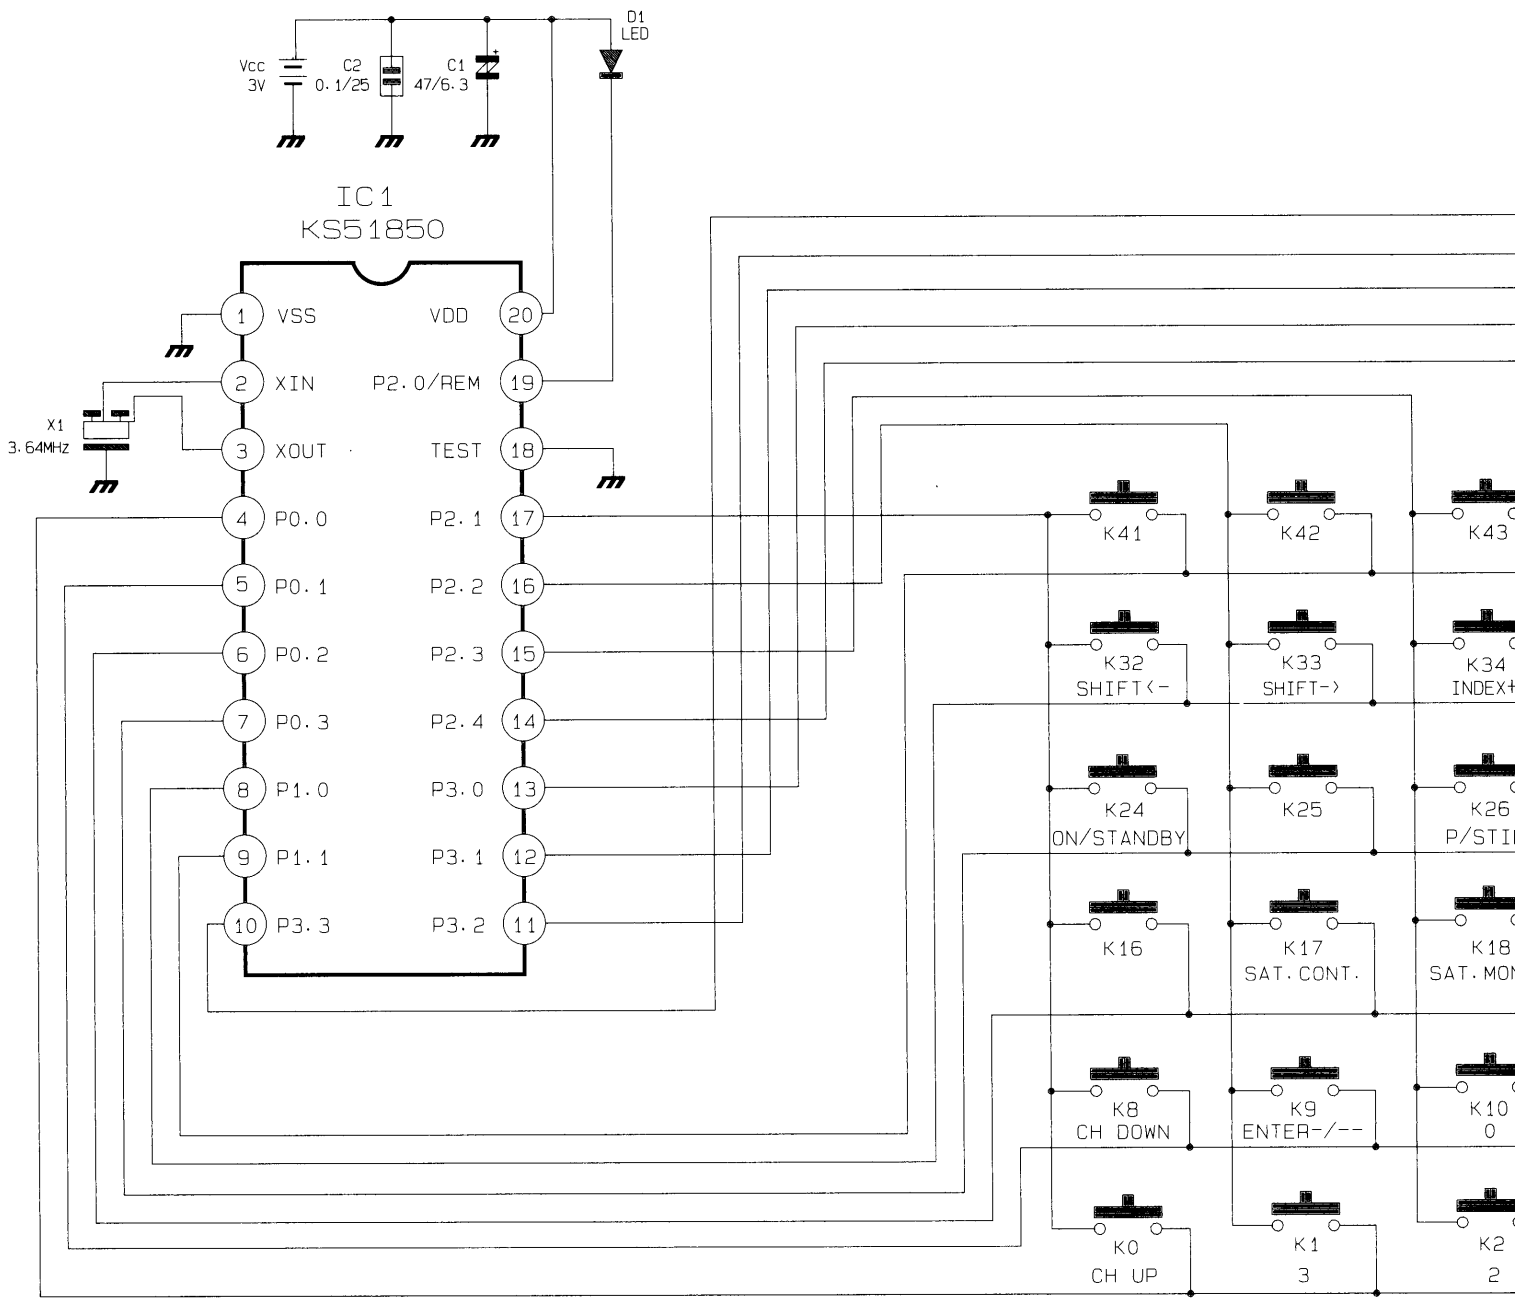 D1
LED
Vcc
3V
C2
0.1/25
C1
+
47/6.3
IC1
KS51850
1 VSS VDD 20
2 XIN P2.0/REM 19
X1
3.64MHz
3 XOUT TEST 18
4 P0.0 P2.1 17
5 P0.1 P2.2 16
6 P0.2 P2.3 15
7 P0.3 P2.4 14
8 P1.0 P3.0 13
9 P1.1 P3.1 12
10 P3.3 P3.2 11
K41 K42 K43
K32 K33 K34
SHIFT<- SHIFT-> INDEX+
K24 K25 K26
ON/STANDBY P/STI
K16 K17 K18
SAT.CONT. SAT.MON
K8 K9 K10
CH DOWN ENTER-/-- 0
K0 K1 K2
CH UP 3 2